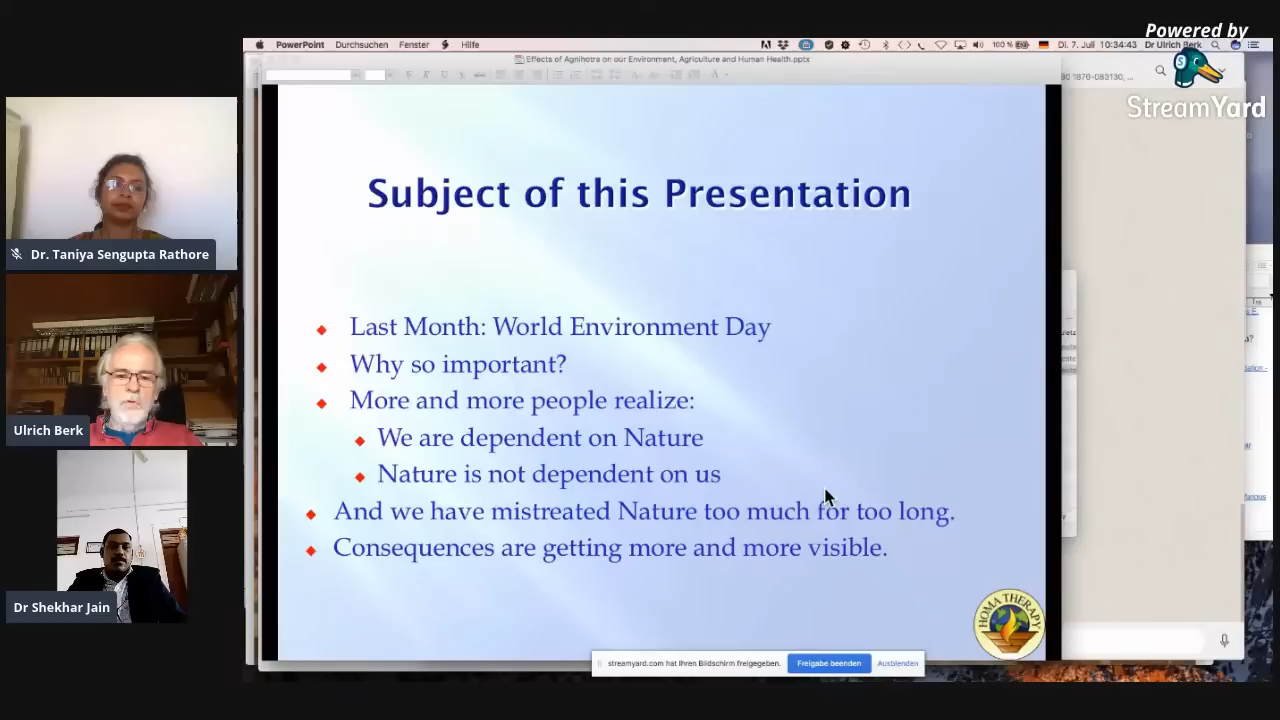 Powered by
StreamYard
PowerPoint Durchsuchen Fenster Hilfe
100 % Di. 7. Juli 10:34:43 Dr Ulrich Berk
Effects of Agnihotra on our Environment, Agriculture and Human Health.pptx
Subject of this Presentation
Last Month: World Environment Day
Why so important?
More and more people realize:
We are dependent on Nature
Nature is not dependent on us
And we have mistreated Nature too much for too long.
Consequences are getting more and more visible.
HOMA THERAPY
streamyard.com hat Ihren Bildschirm freigegeben. Freigabe beenden Ausblenden
Dr. Taniya Sengupta Rathore
Ulrich Berk
Dr Shekhar Jain